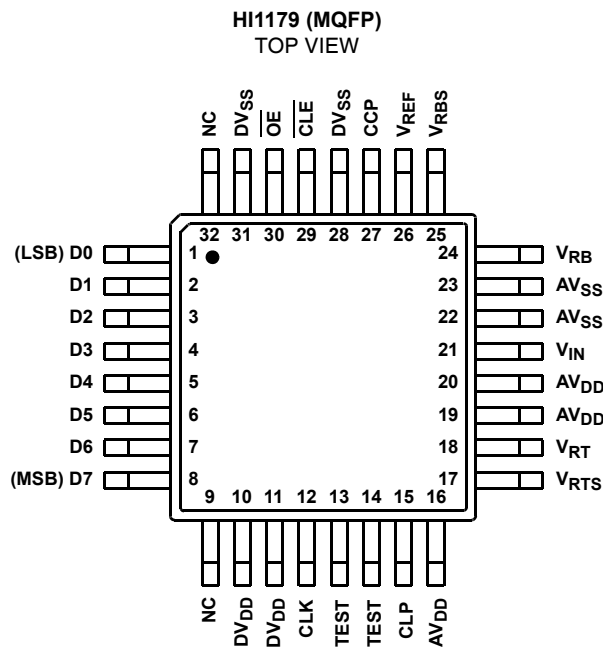 HI1179 (MQFP)
TOP VIEW
NC DVSS OE CLE DVSS CCP VREF VRBS
32 31 30 29 28 27 26 25
(LSB) D0 1 24 VRB
D1 2 23 AVSS
D2 3 22 AVSS
D3 4 21 VIN
D4 5 20 AVDD
D5 6 19 AVDD
D6 7 18 VRT
(MSB) D7 8 17 VRTS
9 10 11 12 13 14 15 16
NC DVDD DVDD CLK TEST TEST CLP AVDD